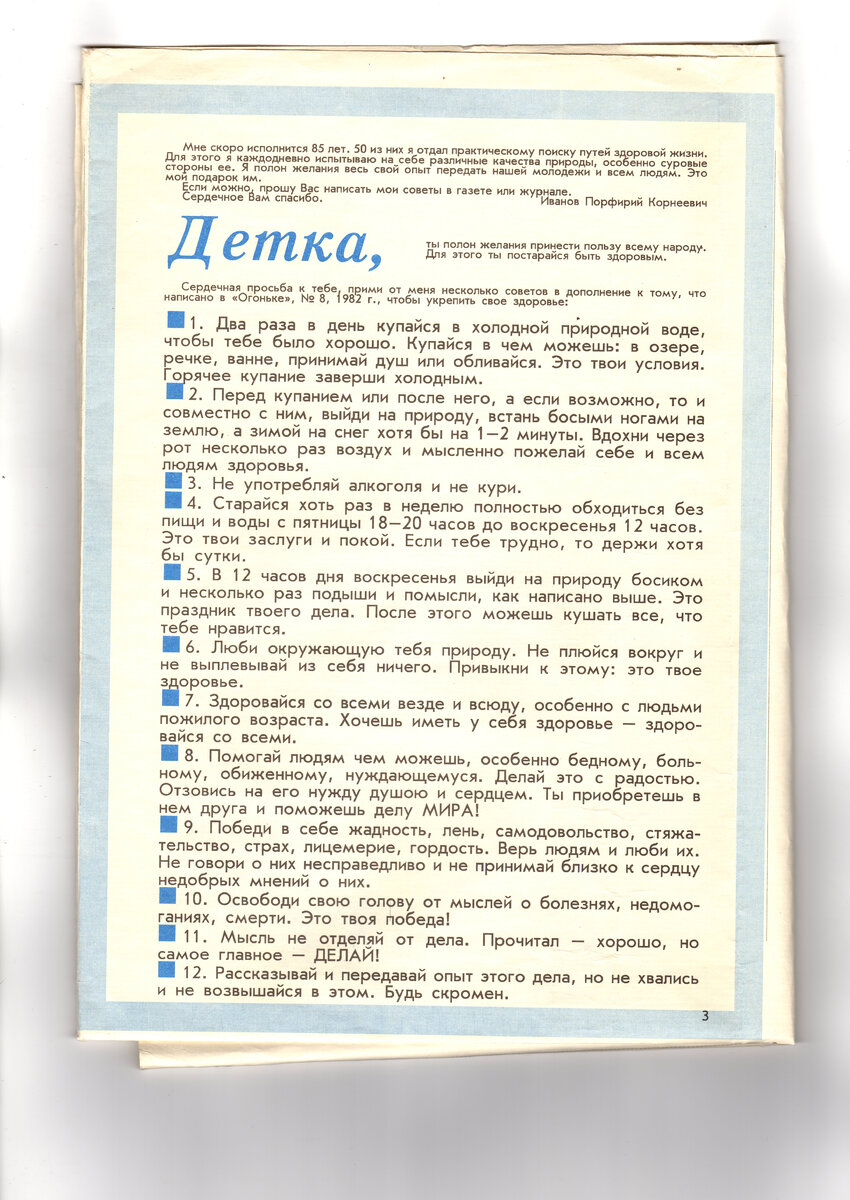 Мне скоро исполнится 85 лет. 50 из них я отдал практическому поиску путей здоровой жизни.
Для этого я каждодневно испытываю на себе различные качества природы, особенно суровые
стороны ее. Я полон желания весь свой опыт передать нашей молодежи и всем людям. Это
мой подарок им.
Если можно, прошу Вас написать мои советы в газете или журнале.
Сердечное Вам спасибо.
Иванов Порфирий Корнеевич
Детка,
ты полон желания принести пользу всему народу.
Для этого ты постарайся быть здоровым.
Сердечная просьба к тебе, прими от меня несколько советов в дополнение к тому, что
написано в «Огоньке», № 8, 1982 г., чтобы укрепить свое здоровье:
1. Два раза в день купайся в холодной природной воде,
чтобы тебе было хорошо. Купайся в чем можешь: в озере,
речке, ванне, принимай душ или обливайся. Это твои условия.
Горячее купание заверши холодным.
2. Перед купанием или после него, а если возможно, то и
совместно с ним, выйди на природу, встань босыми ногами на
землю, а зимой на снег хотя бы на 1—2 минуты. Вдохни через
рот несколько раз воздух и мысленно пожелай себе и всем
людям здоровья.
3. Не употребляй алкоголя и не кури.
4. Старайся хоть раз в неделю полностью обходиться без
пищи и воды с пятницы 18—20 часов до воскресенья 12 часов.
Это твои заслуги и покой. Если тебе трудно, то держи хотя
бы сутки.
5. В 12 часов дня воскресенья выйди на природу босиком
и несколько раз подыши и помысли, как написано выше. Это
праздник твоего дела. После этого можешь кушать все, что
тебе нравится.
6. Люби окружающую тебя природу. Не плюйся вокруг и
не выплевывай из себя ничего. Привыкни к этому: это твое
здоровье.
7. Здоровайся со всеми везде и всюду, особенно с людьми
пожилого возраста. Хочешь иметь у себя здоровье — здоро-
вайся со всеми.
8. Помогай людям чем можешь, особенно бедному, боль-
ному, обиженному, нуждающемуся. Делай это с радостью.
Отзовись на его нужду душою и сердцем. Ты приобретешь в
нем друга и поможешь делу МИРА!
9. Победи в себе жадность, лень, самодовольство, стяжа-
тельство, страх, лицемерие, гордость. Верь людям и люби их.
Не говори о них несправедливо и не принимай близко к сердцу
недобрых мнений о них.
10. Освободи свою голову от мыслей о болезнях, недомо-
ганиях, смерти. Это твоя победа!
11. Мысль не отделяй от дела. Прочитал — хорошо, но
самое главное — ДЕЛАЙ!
12. Рассказывай и передавай опыт этого дела, но не хвались
и не возвышайся в этом. Будь скромен.
3